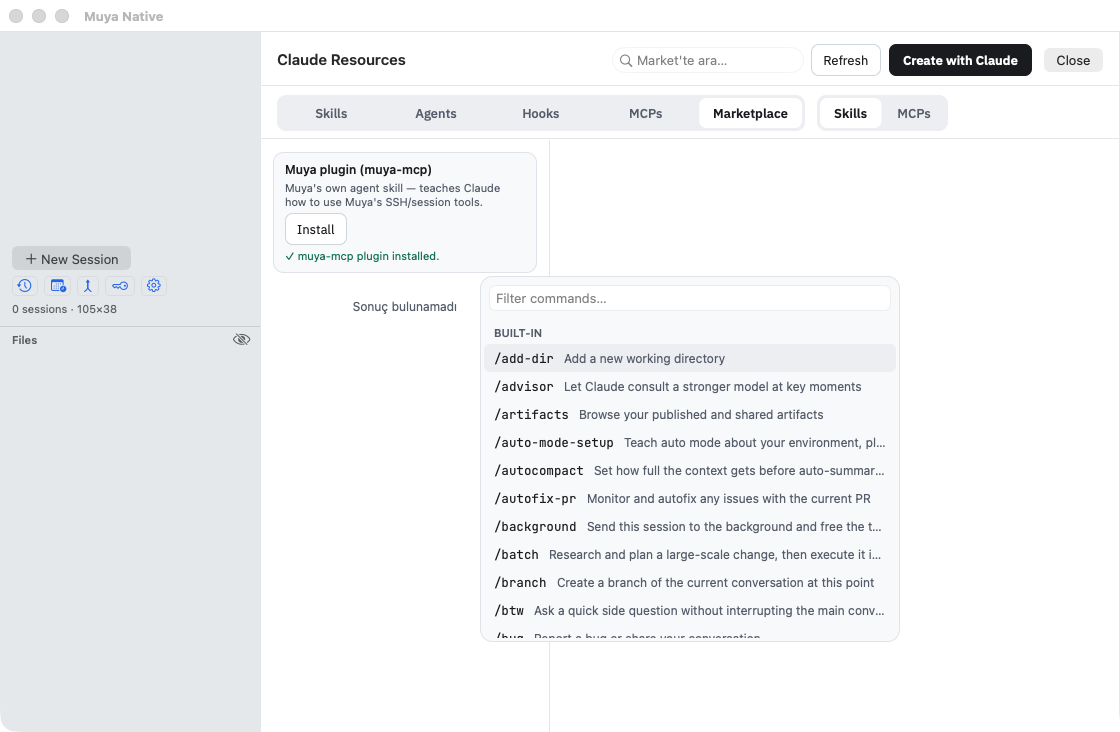 Muya Native
Claude Resources
Market'te ara...
Refresh
Create with Claude
Close
Skills
Agents
Hooks
MCPs
Marketplace
Skills
MCPs
Muya plugin (muya-mcp)
Muya's own agent skill — teaches Claude
how to use Muya's SSH/session tools.
Install
✓ muya-mcp plugin installed.
+ New Session
0 sessions · 105×38
Files
Sonuç bulunamadı
Filter commands...
BUILT-IN
/add-dir Add a new working directory
/advisor Let Claude consult a stronger model at key moments
/artifacts Browse your published and shared artifacts
/auto-mode-setup Teach auto mode about your environment, pl...
/autocompact Set how full the context gets before auto-summar...
/autofix-pr Monitor and autofix any issues with the current PR
/background Send this session to the background and free the t...
/batch Research and plan a large-scale change, then execute it i...
/branch Create a branch of the current conversation at this point
/btw Ask a quick side question without interrupting the main conv...
/bug Report a bug or share your conversation